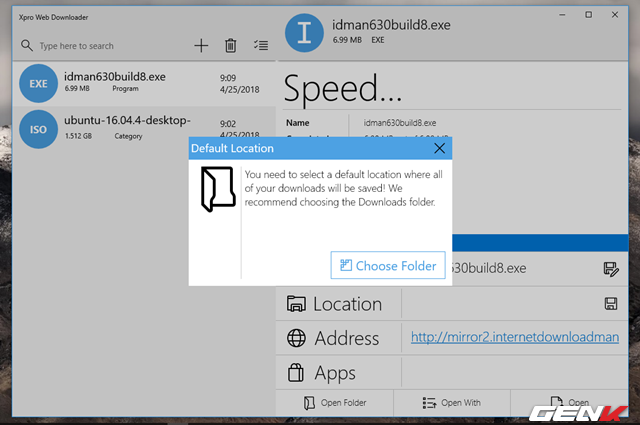 Xpro Web Downloader
Type here to search
EXE
idman630build8.exe
6.99 MB Program
9:09
4/25/2018
ISO
ubuntu-16.04.4-desktop-
1.512 GB Category
9:02
4/25/2018
I
idman630build8.exe
6.99 MB EXE
Speed...
Name idman630build8.exe
Default Location
You need to select a default location where all
of your downloads will be saved! We
recommend choosing the Downloads folder.
Choose Folder
630build8.exe
Location
Address http://mirror2.internetdownloadman
Apps
Open Folder Open With Open
GENK